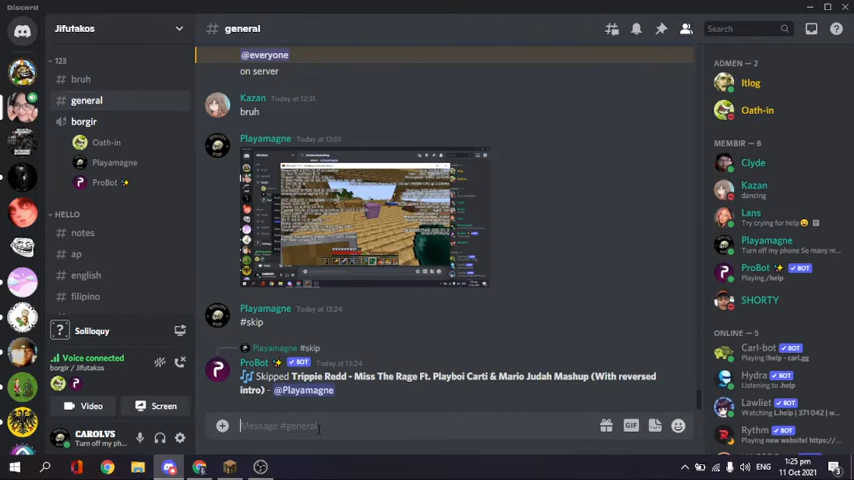 Discord
Jifutakos
general
Search
123
bruh
general
borgir
Oath-in
Playamagne
ProBot
HELLO
notes
ap
english
filipino
Soliloquy
Voice connected
borgir / Jifutakos
Video
Screen
CAROLVS
Turn off my ph...
@everyone
on server
Kazan Today at 12:31
bruh
Playamagne Today at 13:01
Playamagne Today at 13:24
#skip
Playamagne #skip
ProBot BOT Today at 13:24
Skipped Trippie Redd - Miss The Rage Ft. Playboi Carti & Mario Judah Mashup (With reversed
intro) - @Playamagne
Message #general
GIF
ADMEN — 2
Itlog
Oath-in
MEMBIR — 6
Clyde
Kazan
dancing
Lans
Try crying for help
Playamagne
Turn off my phone So many m...
ProBot BOT
Playing /help
SHORTY
ONLINE — 5
Cari-bot BOT
Playing !help - cari.gg
Hydra BOT
Listening to .help
Lawliet BOT
Watching L.help | 371 042 | w...
Rythm BOT
Playing new website! https://...
ENG
1:25 pm
11 Oct 2021
3